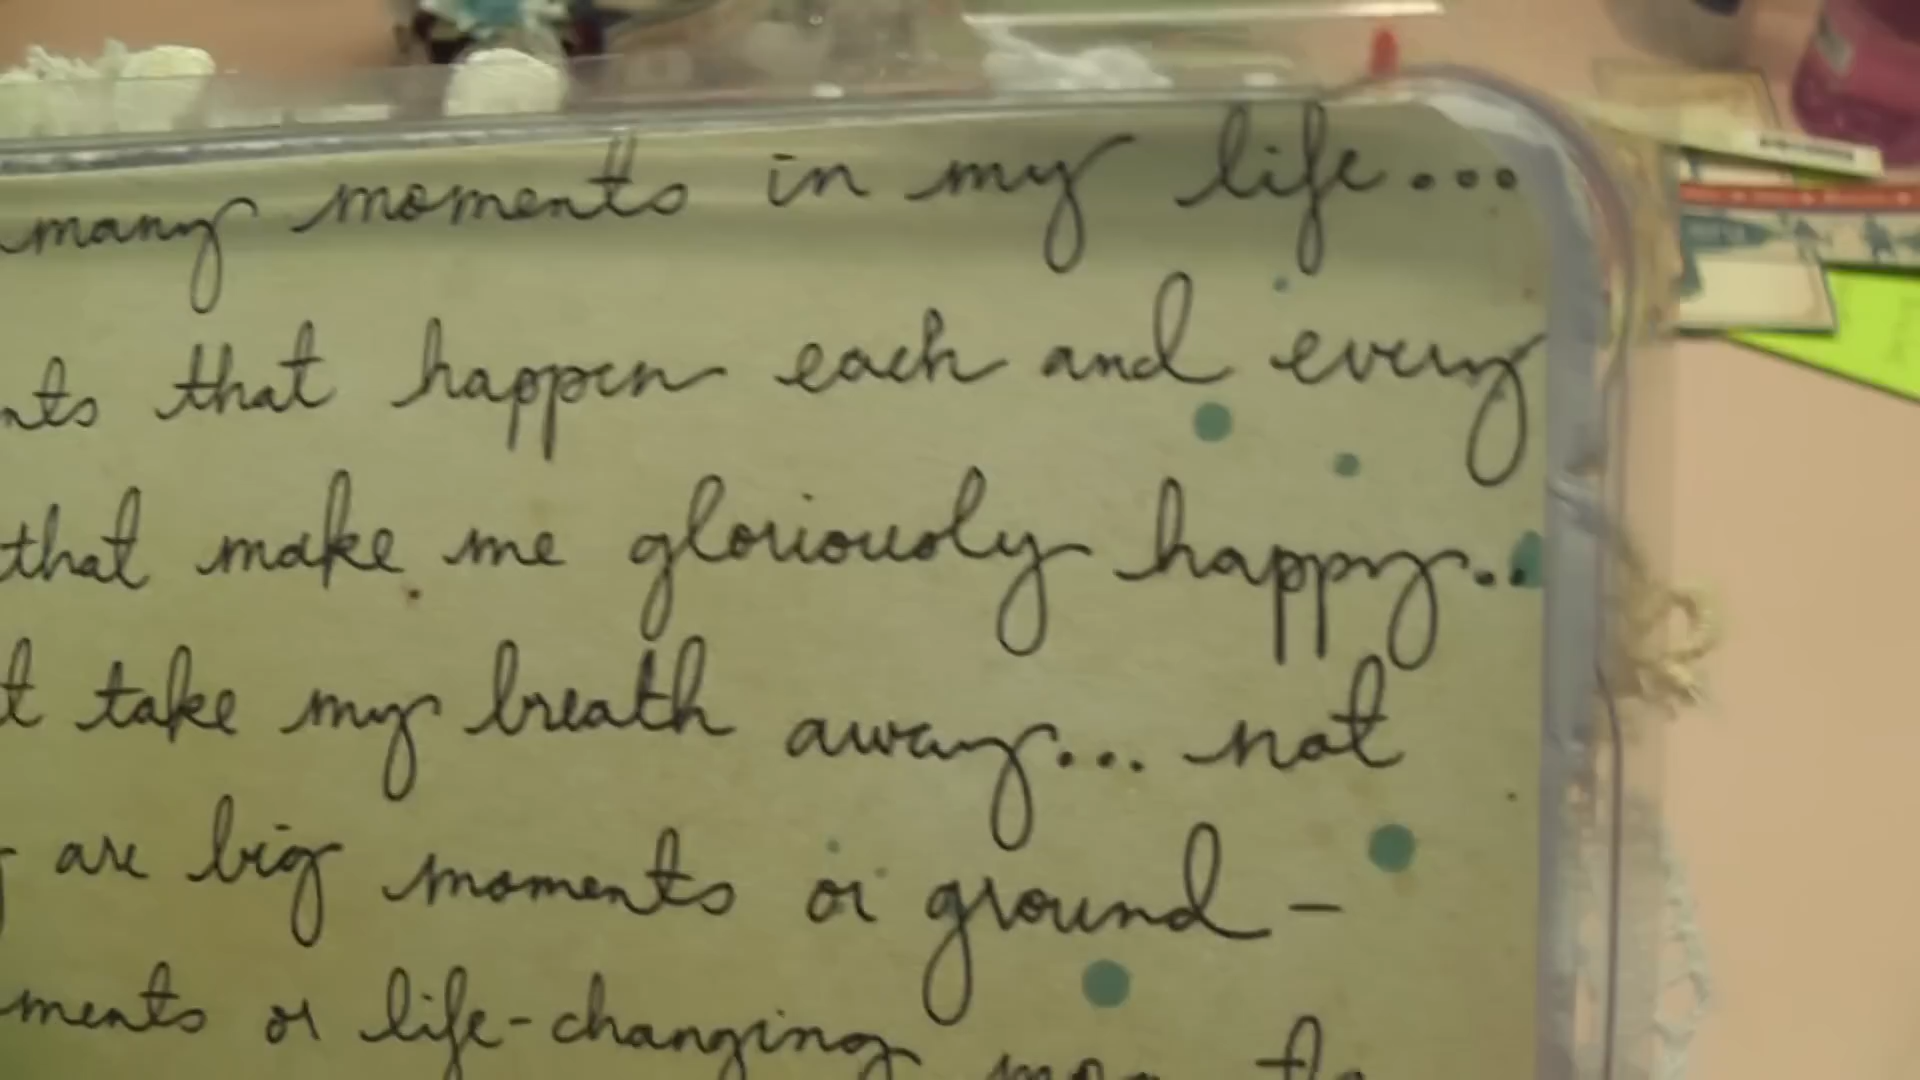 many moments in my life...
nts that happen each and every
that make me gloriously happy..
t take my breath away... not
are big moments or ground-
ments or life-changing